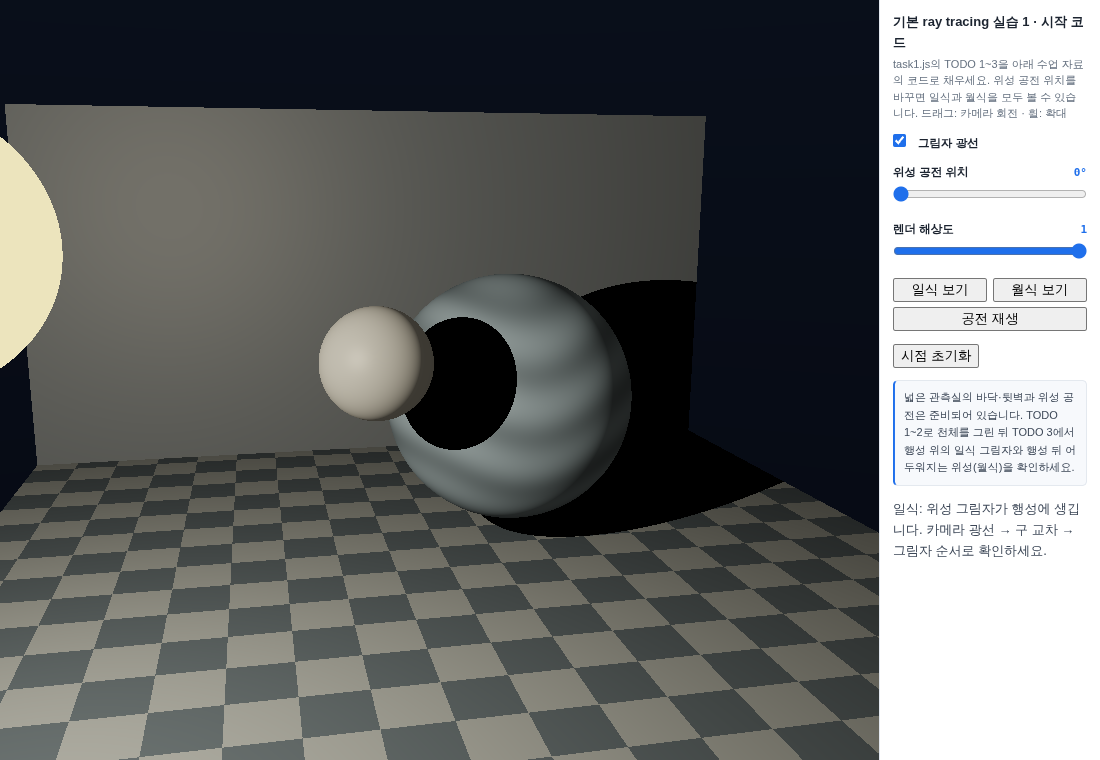 기본 ray tracing 실습 1 · 시작 코
드
task1.js의 TODO 1~3을 아래 수업 자료
의 코드로 채우세요. 위성 공전 위치를
바꾸면 일식과 월식을 모두 볼 수 있습
니다. 드래그: 카메라 회전 · 휠: 확대
그림자 광선
위성 공전 위치 0°
렌더 해상도 1
일식 보기 월식 보기
공전 재생
시점 초기화
넓은 관측실의 바닥·뒷벽과 위성 공
전은 준비되어 있습니다. TODO
1~2로 천체를 그린 뒤 TODO 3에서
행성 위의 일식 그림자와 행성 뒤 어
두워지는 위성(월식)을 확인하세요.
일식: 위성 그림자가 행성에 생깁
니다. 카메라 광선 → 구 교차 →
그림자 순서로 확인하세요.